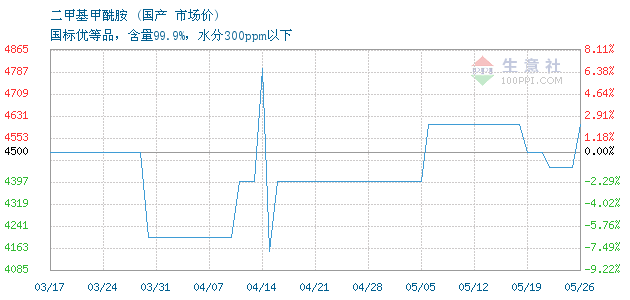 二甲基甲酰胺 (国产 市场价)
国标优等品，含量99.9%，水分300ppm以下
4865 8.11%
4787 6.38%
4709 4.64%
4631 2.91%
4553 1.18%
4500 0.00%
4397 -2.29%
4319 -4.02%
4241 -5.76%
4163 -7.49%
4085 -9.22%
生意社
100PPI.COM
03/17 03/24 03/31 04/07 04/14 04/21 04/28 05/05 05/12 05/19 05/26